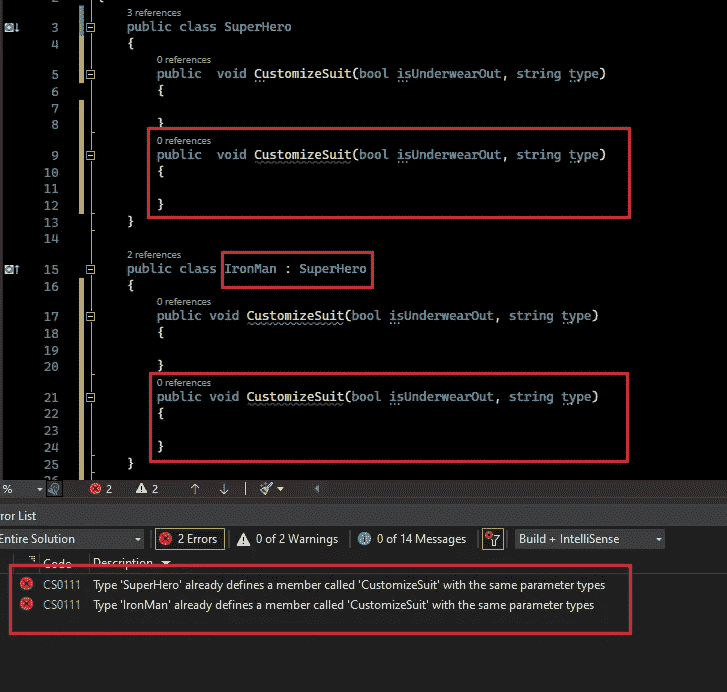 {
3 references
3 public class SuperHero
4 {
0 references
5 public  void CustomizeSuit(bool isUnderwearOut, string type)
6 {
7
8 }
0 references
9 public  void CustomizeSuit(bool isUnderwearOut, string type)
10 {
11
12 }
13 }
14
2 references
15 public class IronMan : SuperHero
16 {
0 references
17 public void CustomizeSuit(bool isUnderwearOut, string type)
18 {
19
20 }
0 references
21 public void CustomizeSuit(bool isUnderwearOut, string type)
22 {
23
24 }
25 }
% 2 2
ror List
Entire Solution 2 Errors 0 of 2 Warnings 0 of 14 Messages Build + IntelliSense
Code Description
CS0111 Type 'SuperHero' already defines a member called 'CustomizeSuit' with the same parameter types
CS0111 Type 'IronMan' already defines a member called 'CustomizeSuit' with the same parameter types